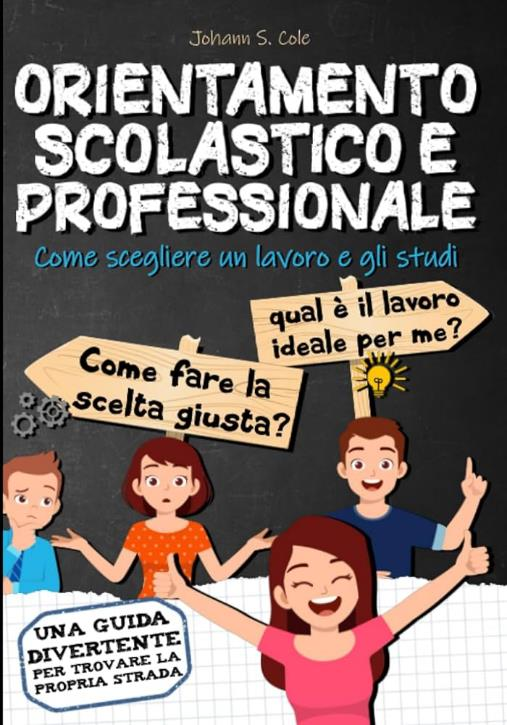 Johann S. Cole
ORIENTAMENTO
SCOLASTICO E
PROFESSIONALE
Come scegliere un lavoro e gli studi
qual è il lavoro
ideale per me?
Come fare la
scelta giusta?
UNA GUIDA
DIVERTENTE
PER TROVARE LA
PROPRIA STRADA